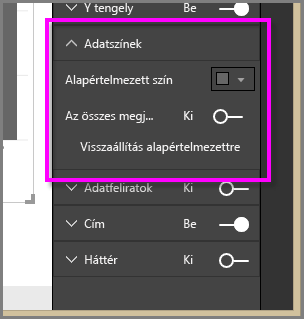 Y tengely Be
Adatszínek
Alapértelmezett szín
Az összes megj... Ki
Visszaállítás alapértelmezettre
Adatfeliratok Ki
Cím Be
Háttér Ki